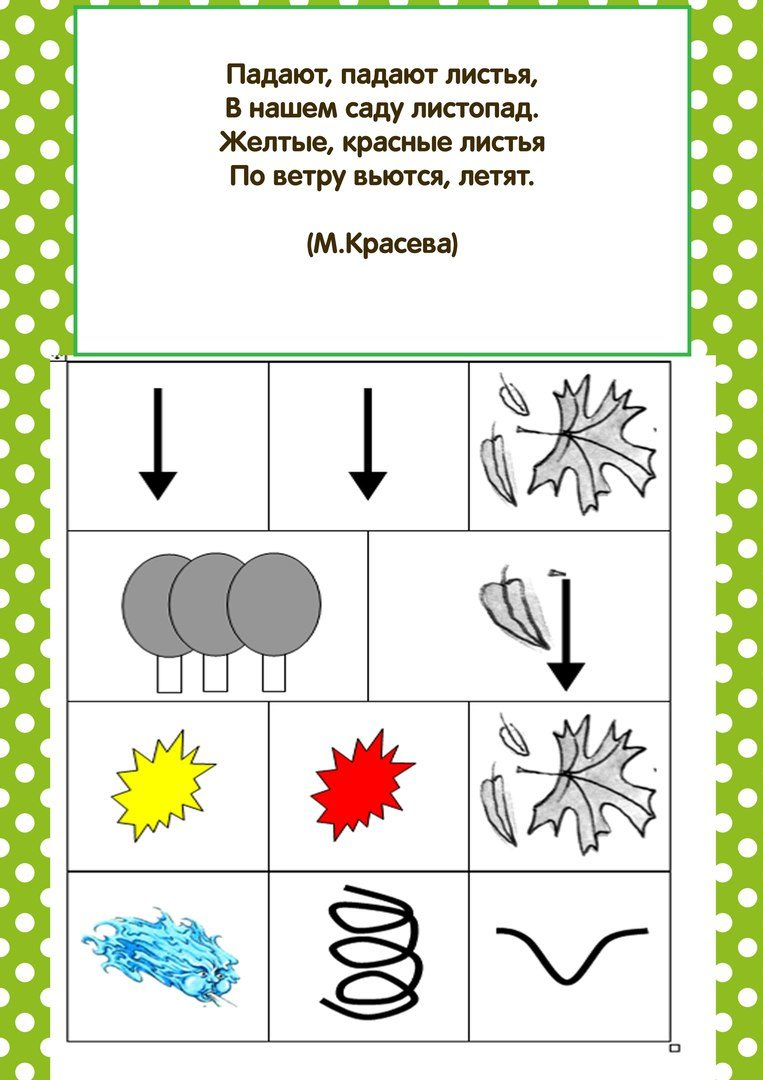 Падают, падают листья,
В нашем саду листопад.
Желтые, красные листья
По ветру вьются, летят.
(М.Красева)